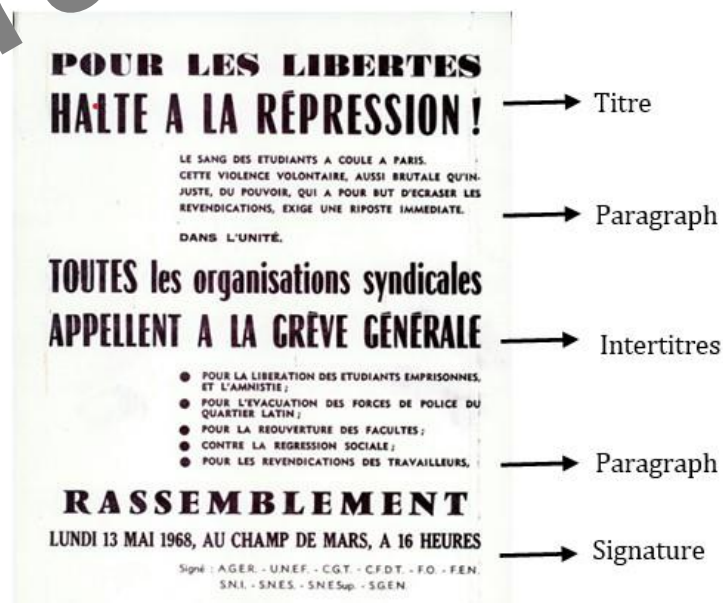 POUR LES LIBERTES
HALTE A LA RÉPRESSION !
Titre
LE SANG DES ETUDIANTS A COULE A PARIS.
CETTE VIOLENCE VOLONTAIRE, AUSSI BRUTALE QU'IN-
JUSTE, DU POUVOIR, QUI A POUR BUT D'ECRASER LES
REVENDICATIONS, EXIGE UNE RIPOSTE IMMEDIATE.
Paragraph
DANS L'UNITÉ.
TOUTES les organisations syndicales
APPELLENT A LA GRÈVE GÉNÉRALE
Intertitres
● POUR LA LIBERATION DES ETUDIANTS EMPRISONNES,
ET L'AMNISTIE ;
● POUR L'EVACUATION DES FORCES DE POLICE DU
QUARTIER LATIN ;
● POUR LA REOUVERTURE DES FACULTES ;
● CONTRE LA REGRESSION SOCIALE ;
● POUR LES REVENDICATIONS DES TRAVAILLEURS,
Paragraph
RASSEMBLEMENT
LUNDI 13 MAI 1968, AU CHAMP DE MARS, A 16 HEURES
Signature
Signé : A.G.E.R. - U.N.E.F. - C.G.T. - C.F.D.T. - F.O. - F.E.N.
S.N.I. - S.N.E.S. - S.N.E.Sup. - S.G.E.N.